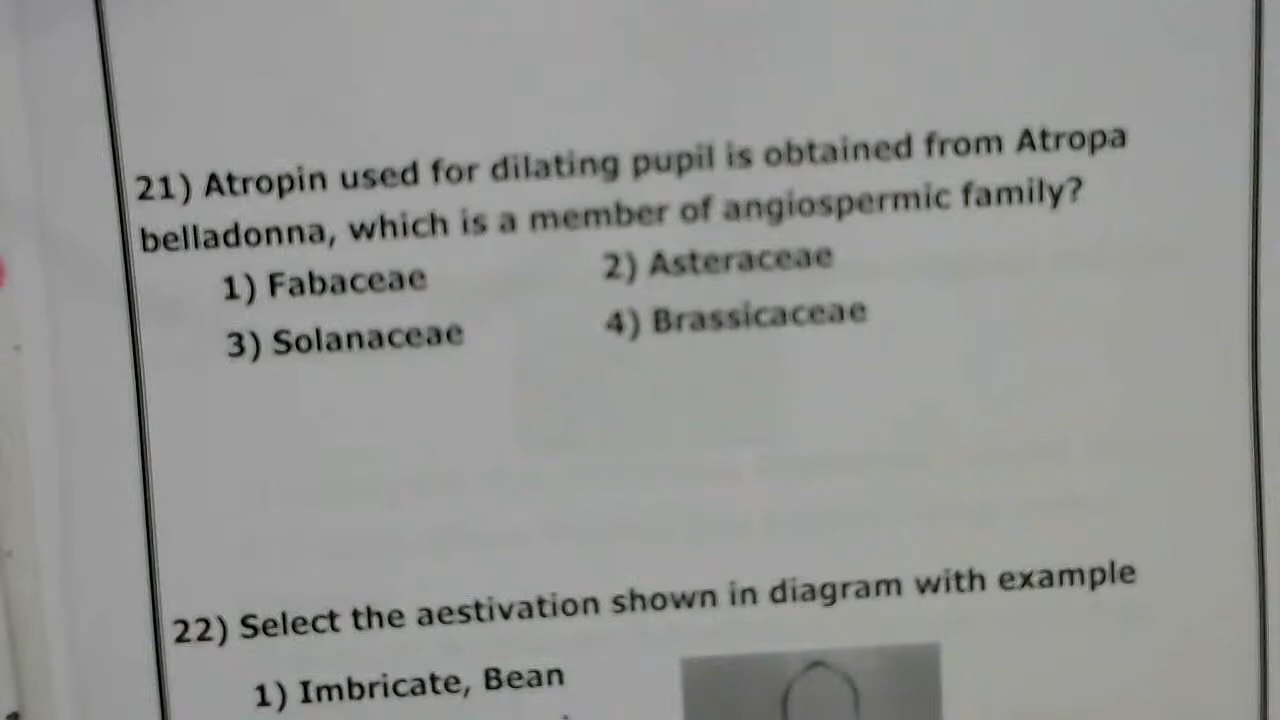 21) Atropin used for dilating pupil is obtained from Atropa
belladonna, which is a member of angiospermic family?
1) Fabaceae 2) Asteraceae
3) Solanaceae 4) Brassicaceae
22) Select the aestivation shown in diagram with example
1) Imbricate, Bean